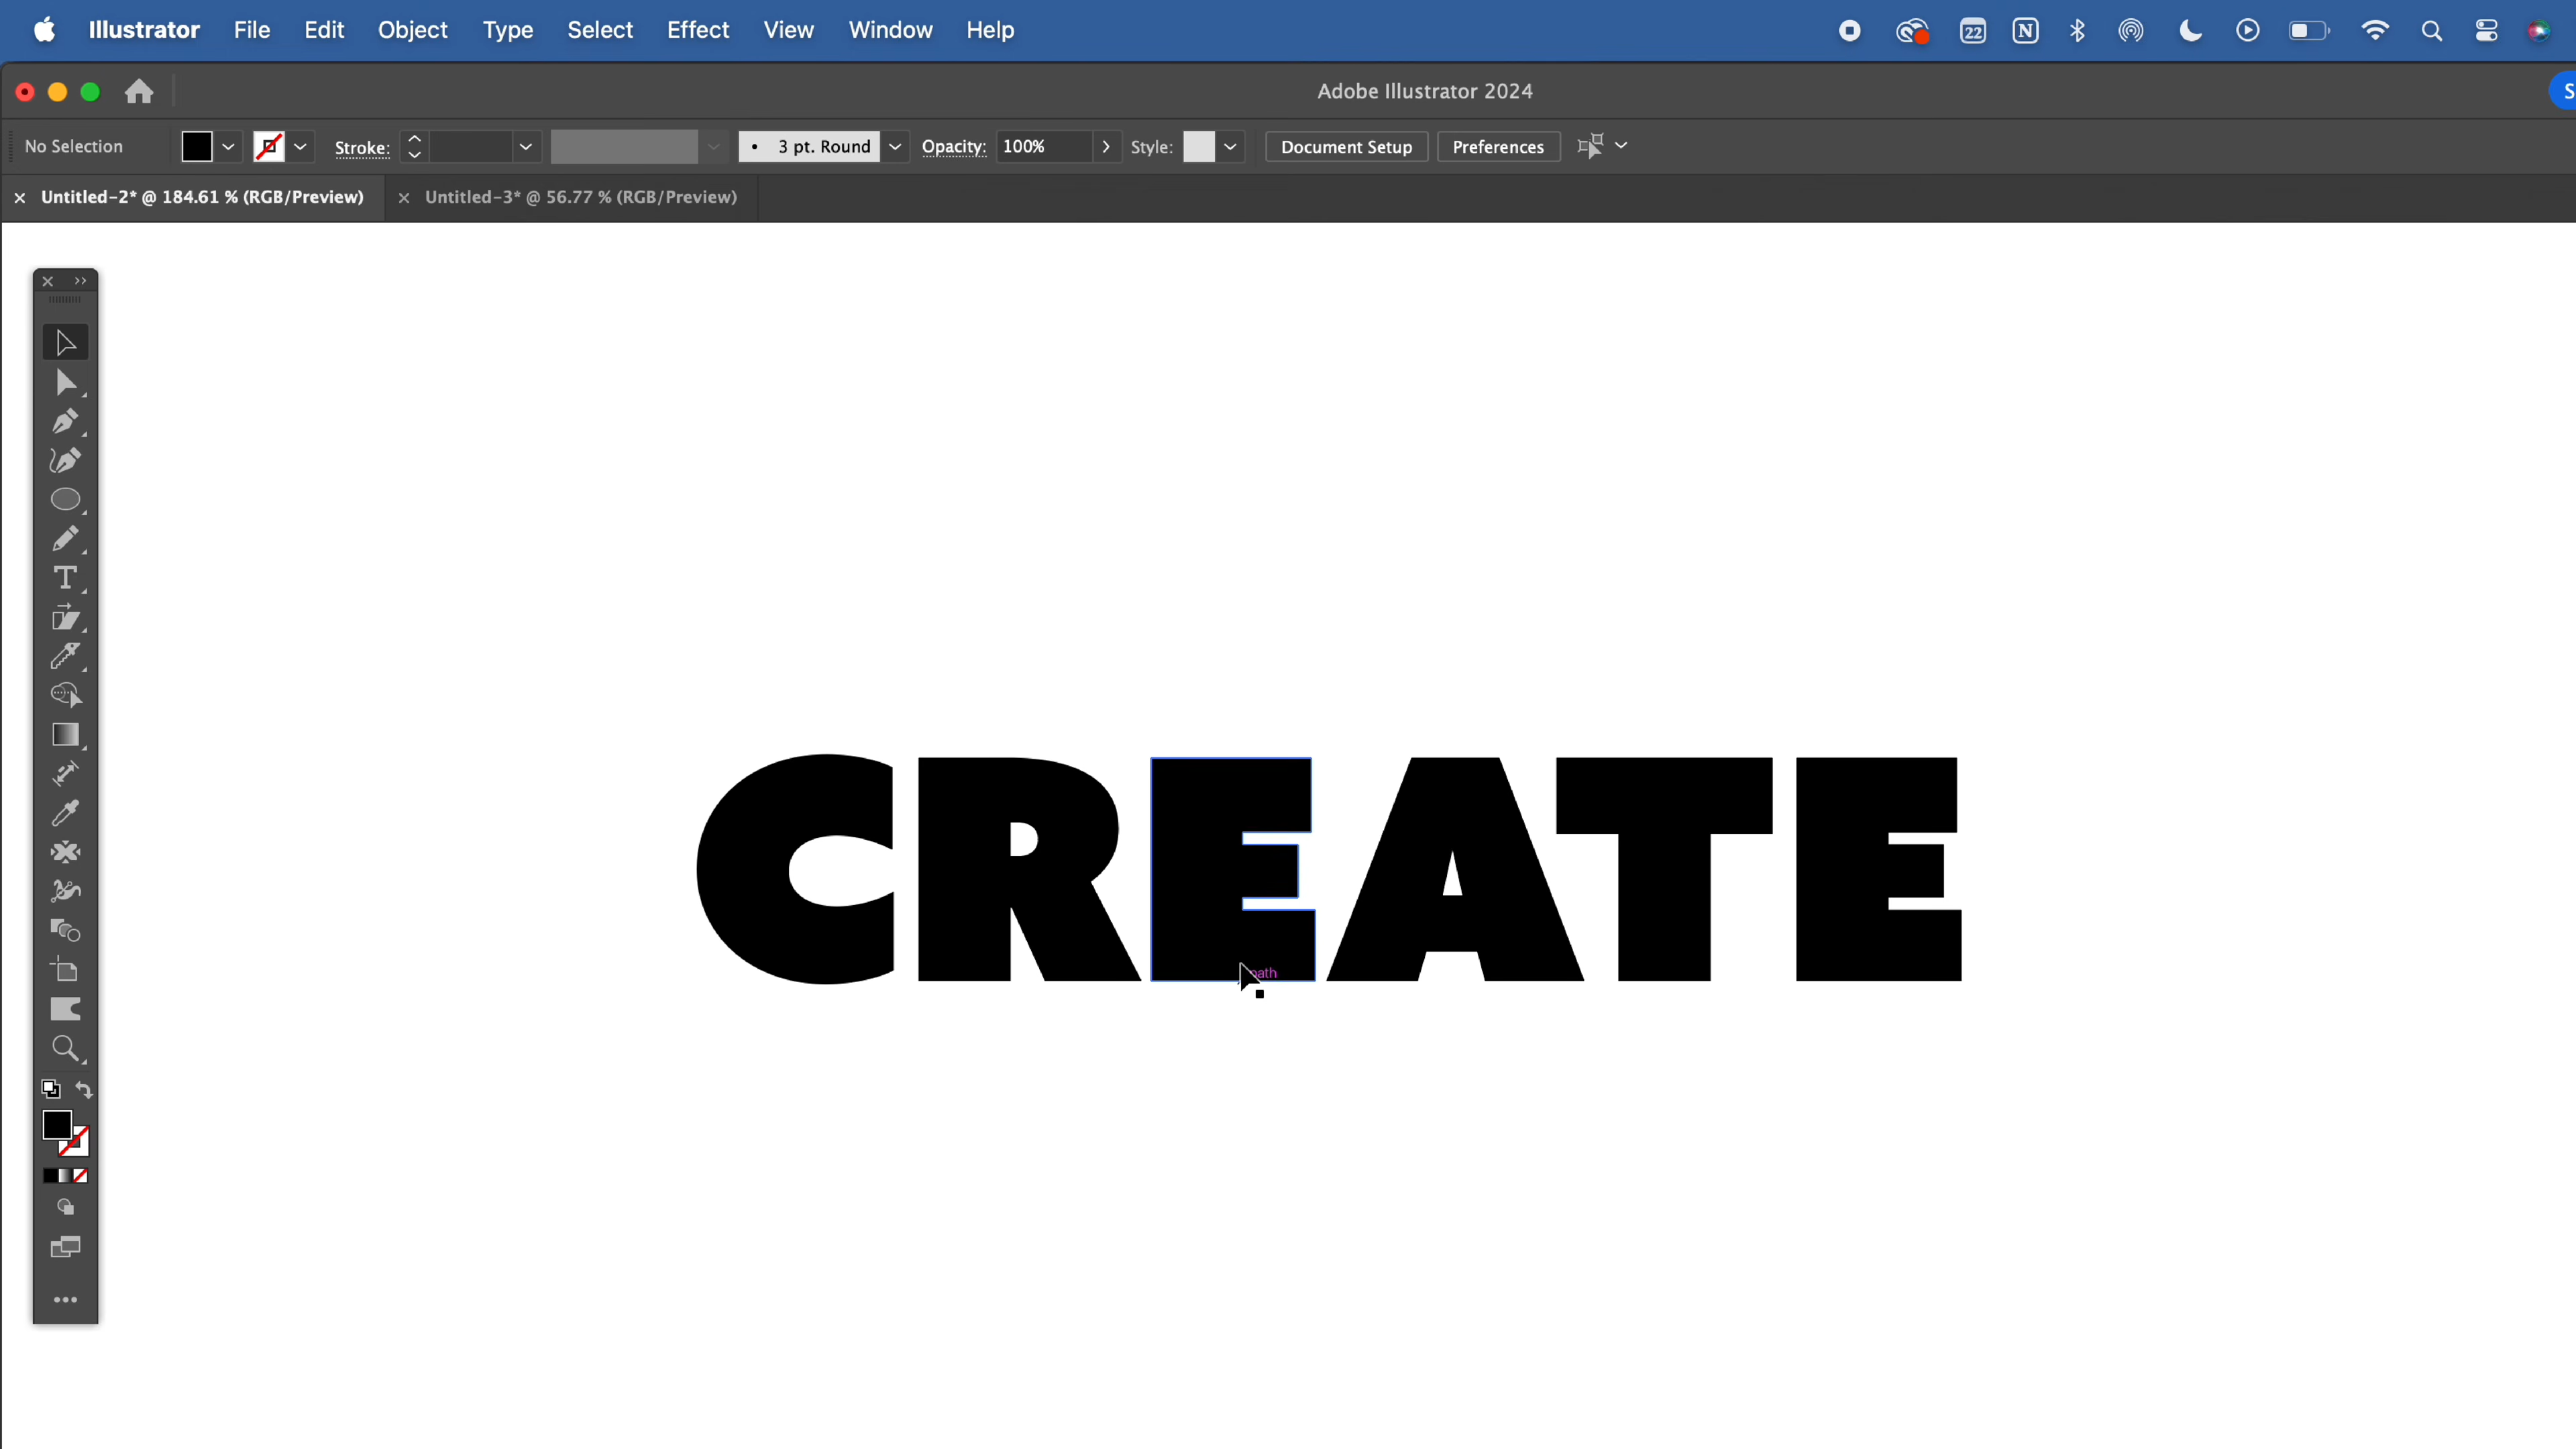 Illustrator File Edit Object Type Select Effect View Window Help 22 N
Adobe Illustrator 2024 S
No Selection Stroke: 3 pt. Round Opacity: 100% Style: Document Setup Preferences
Untitled-2* @ 184.61 % (RGB/Preview) Untitled-3* @ 56.77 % (RGB/Preview)
CREATE